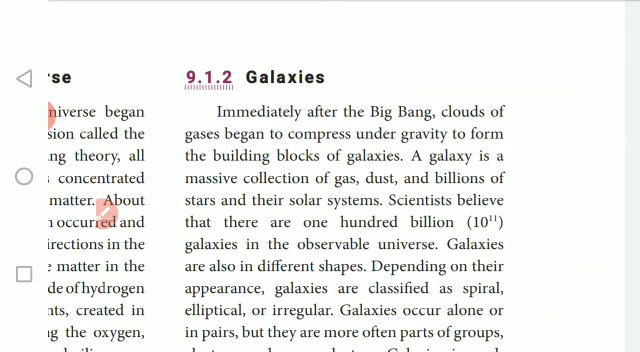 rse
niverse began
sion called the
ng theory, all
concentrated
matter. About
occurred and
irections in the
matter in the
de of hydrogen
nts, created in
g the oxygen,
9.1.2 Galaxies
Immediately after the Big Bang, clouds of
gases began to compress under gravity to form
the building blocks of galaxies. A galaxy is a
massive collection of gas, dust, and billions of
stars and their solar systems. Scientists believe
that there are one hundred billion (10¹¹)
galaxies in the observable universe. Galaxies
are also in different shapes. Depending on their
appearance, galaxies are classified as spiral,
elliptical, or irregular. Galaxies occur alone or
in pairs, but they are more often parts of groups,